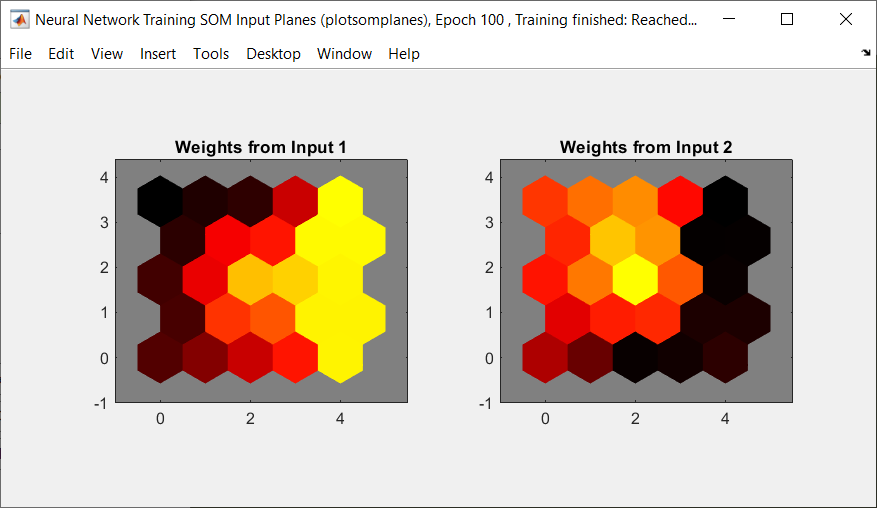 Neural Network Training SOM Input Planes (plotsomplanes), Epoch 100 , Training finished: Reached...
File Edit View Insert Tools Desktop Window Help
Weights from Input 1
4
3
2
1
0
-1
0 2 4
Weights from Input 2
4
3
2
1
0
-1
0 2 4